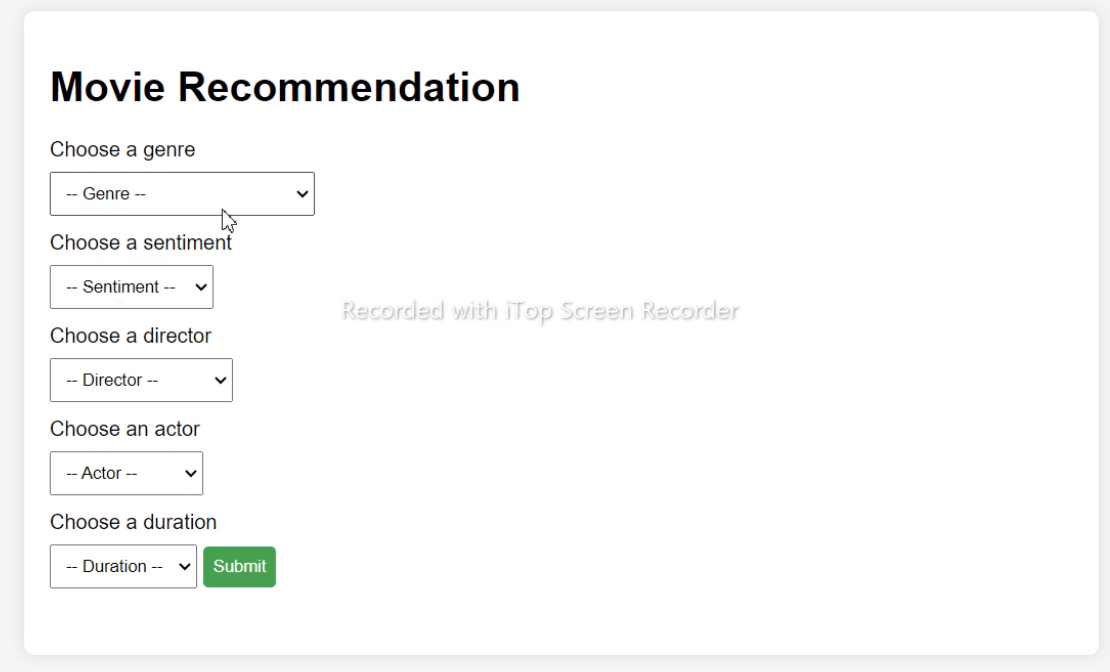 Movie Recommendation
Choose a genre
-- Genre --
Choose a sentiment
-- Sentiment --
Recorded with iTop Screen Recorder
Choose a director
-- Director --
Choose an actor
-- Actor --
Choose a duration
-- Duration -- Submit